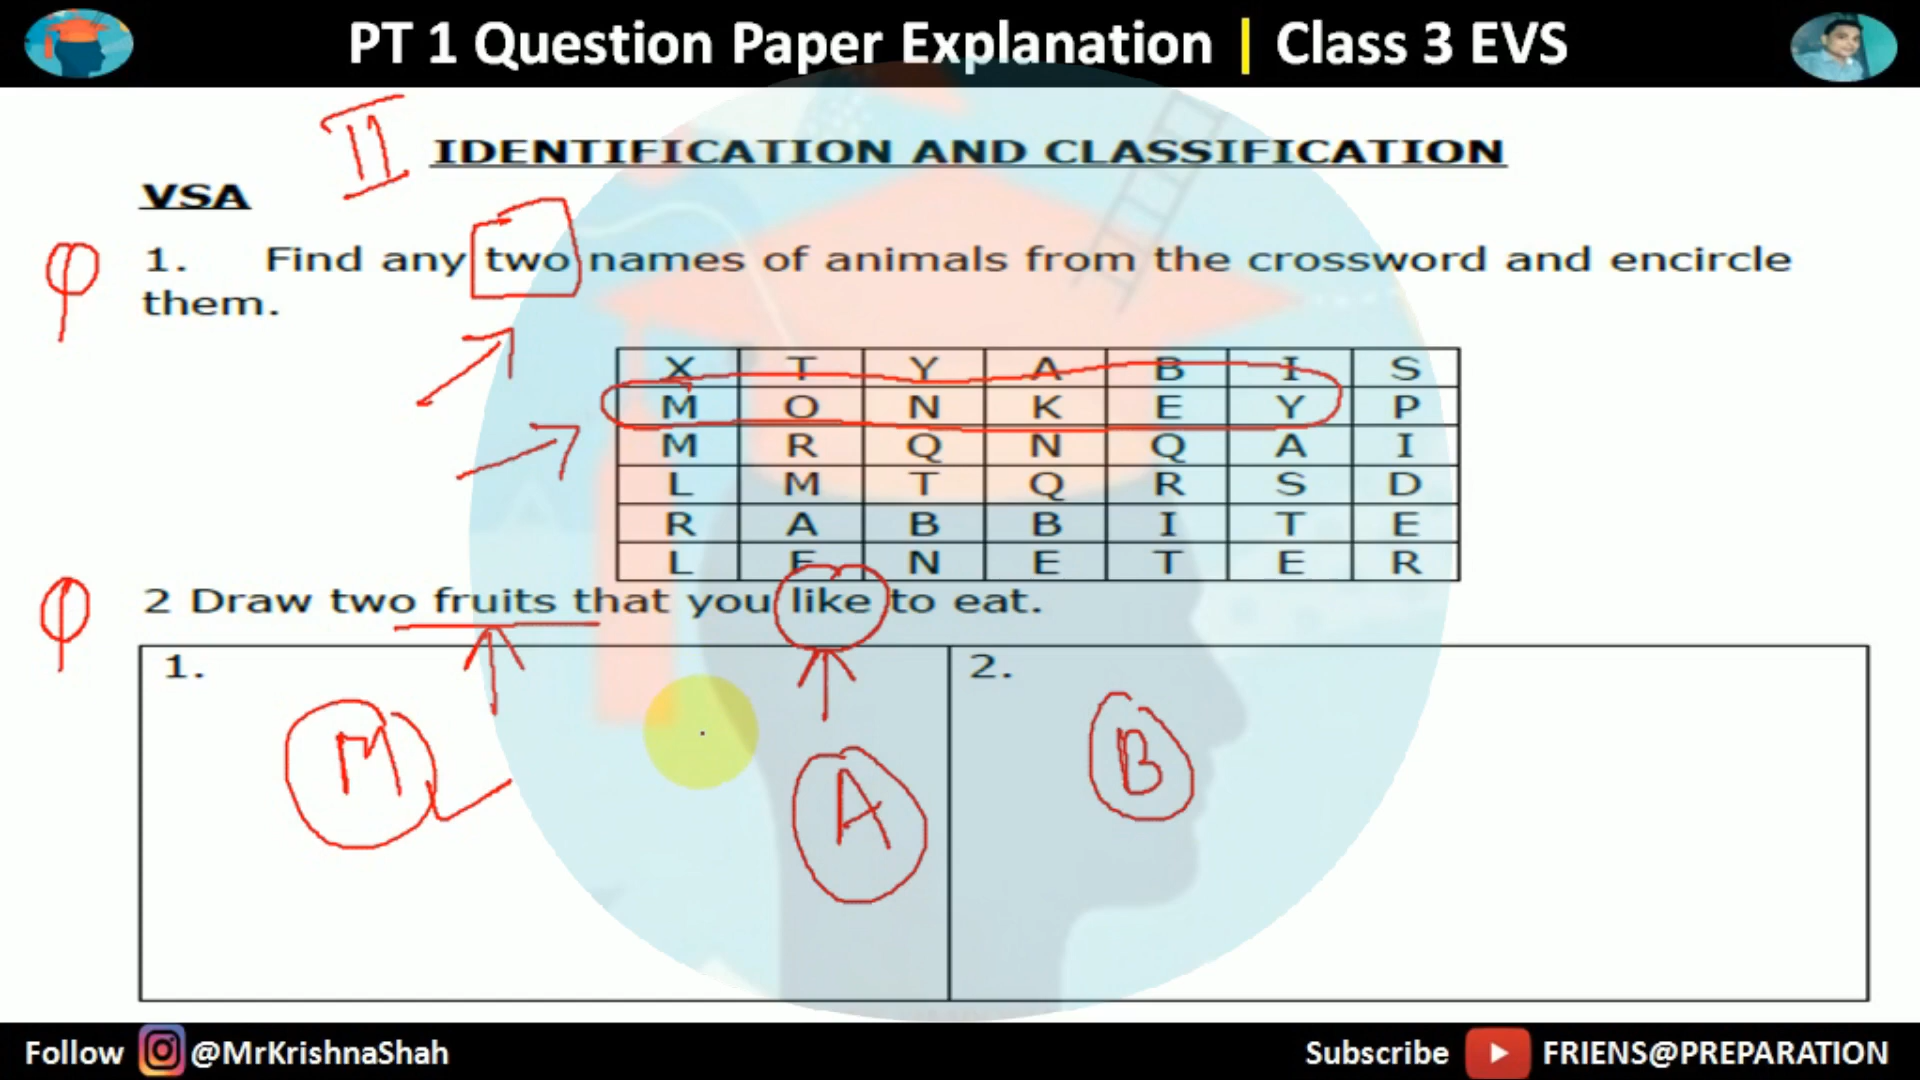 PT 1 Question Paper Explanation | Class 3 EVS
II IDENTIFICATION AND CLASSIFICATION
VSA
1. Find any two names of animals from the crossword and encircle
them.
X T Y A B I S
M O N K E Y P
M R Q N Q A I
L M T Q R S D
R A B B I T E
L E N E T E R
2 Draw two fruits that you like to eat.
1. 2.
M A B
Follow @MrKrishnaShah Subscribe FRIENS@PREPARATION